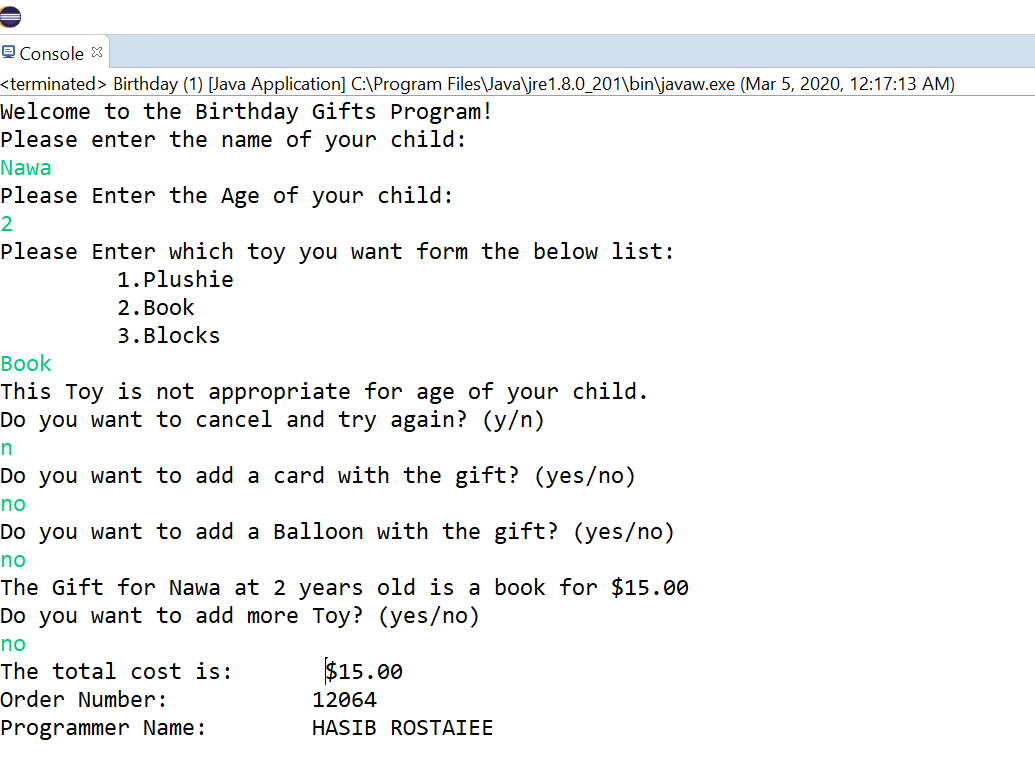 Console
<terminated> Birthday (1) [Java Application] C:\Program Files\Java\jre1.8.0_201\bin\javaw.exe (Mar 5, 2020, 12:17:13 AM)
Welcome to the Birthday Gifts Program!
Please enter the name of your child:
Nawa
Please Enter the Age of your child:
2
Please Enter which toy you want form the below list:
1.Plushie
2.Book
3.Blocks
Book
This Toy is not appropriate for age of your child.
Do you want to cancel and try again? (y/n)
n
Do you want to add a card with the gift? (yes/no)
no
Do you want to add a Balloon with the gift? (yes/no)
no
The Gift for Nawa at 2 years old is a book for $15.00
Do you want to add more Toy? (yes/no)
no
The total cost is: $15.00
Order Number: 12064
Programmer Name: HASIB ROSTAIEE